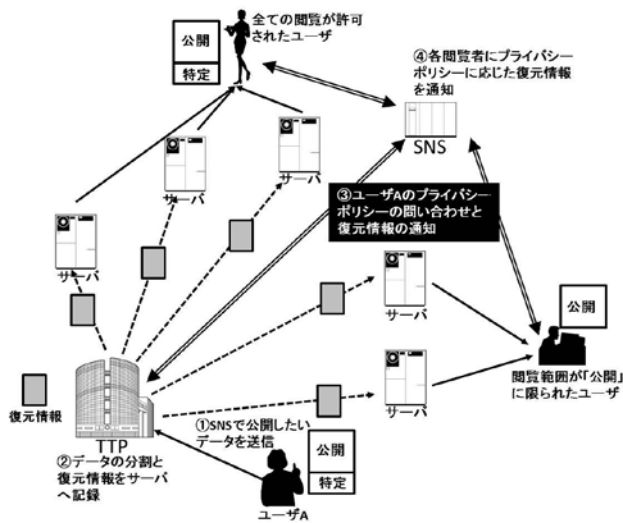 全ての閲覧が許可
されたユーザ
公開
特定
④各閲覧者にプライバシー
ポリシーに応じた復元情報
を通知
SNS
サーバ
サーバ
サーバ
③ユーザAのプライバシー
ポリシーの問い合わせと
復元情報の通知
サーバ
公開
サーバ
閲覧範囲が「公開」
に限られたユーザ
復元情報
TTP
①SNSで公開したい
データを送信
②データの分割と
復元情報をサーバ
へ記録
公開
特定
ユーザA